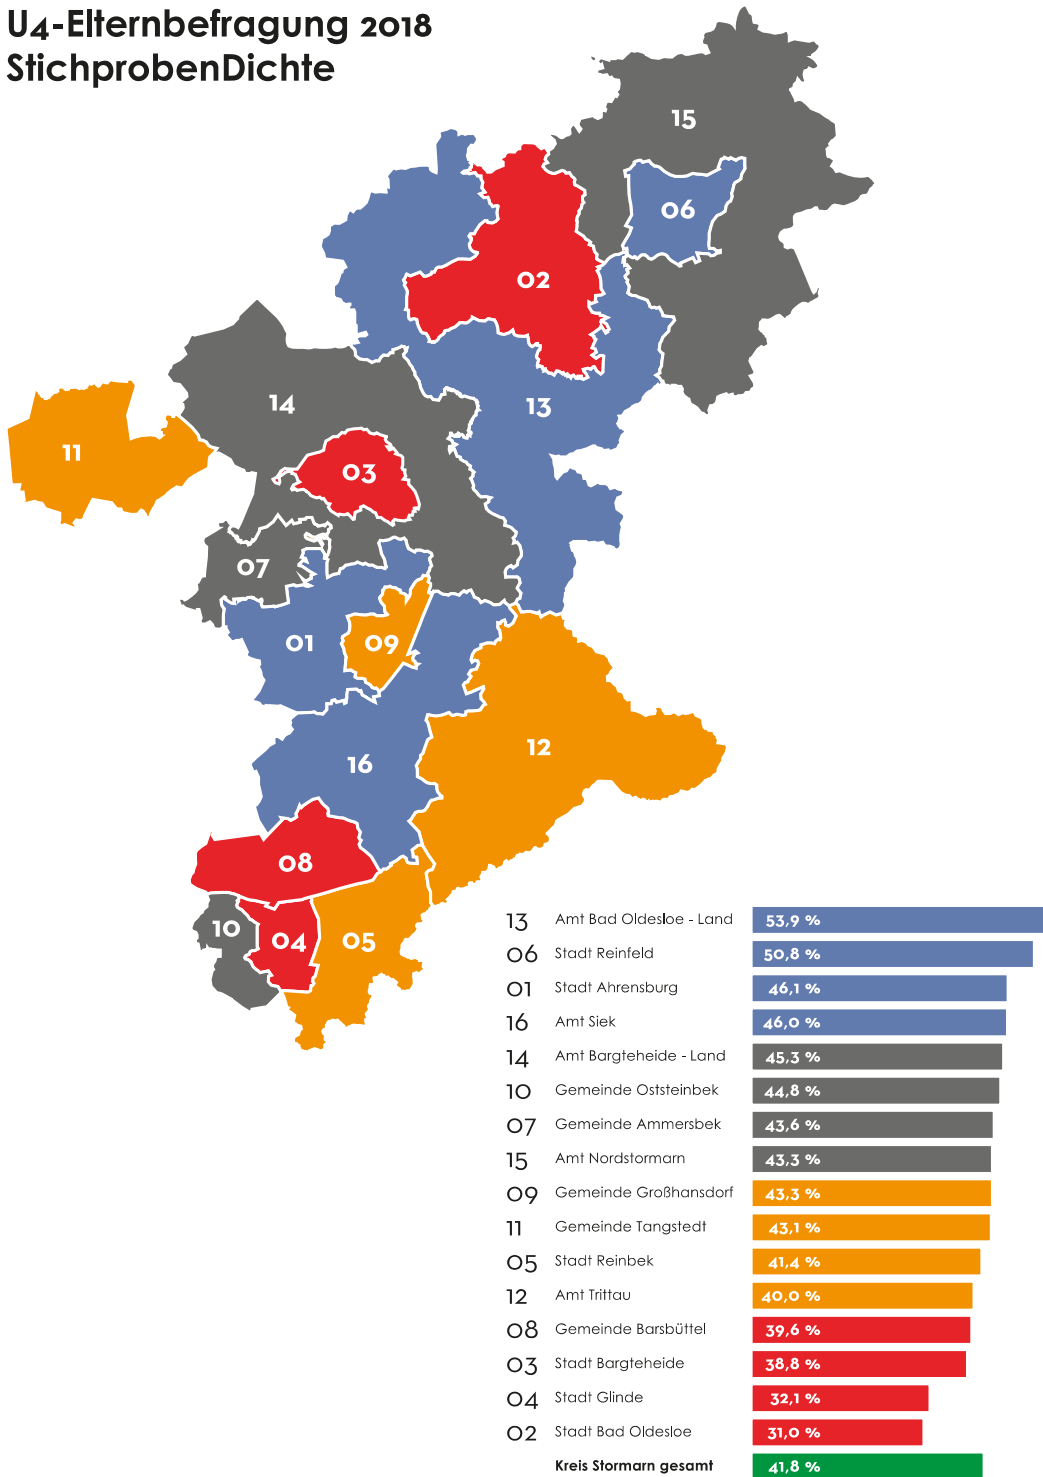 U4-Elternbefragung 2018
StichprobenDichte
15
06
02
13
14
11
03
07
01
09
12
16
08
10
04
05
13 Amt Bad Oldesloe - Land 53,9 %
06 Stadt Reinfeld 50,8 %
01 Stadt Ahrensburg 46,1 %
16 Amt Siek 46,0 %
14 Amt Bargteheide - Land 45,3 %
10 Gemeinde Oststeinbek 44,8 %
07 Gemeinde Ammersbek 43,6 %
15 Amt Nordstormarn 43,3 %
09 Gemeinde Großhansdorf 43,3 %
11 Gemeinde Tangstedt 43,1 %
05 Stadt Reinbek 41,4 %
12 Amt Trittau 40,0 %
08 Gemeinde Barsbüttel 39,6 %
03 Stadt Bargteheide 38,8 %
04 Stadt Glinde 32,1 %
02 Stadt Bad Oldesloe 31,0 %
Kreis Stormarn gesamt 41,8 %